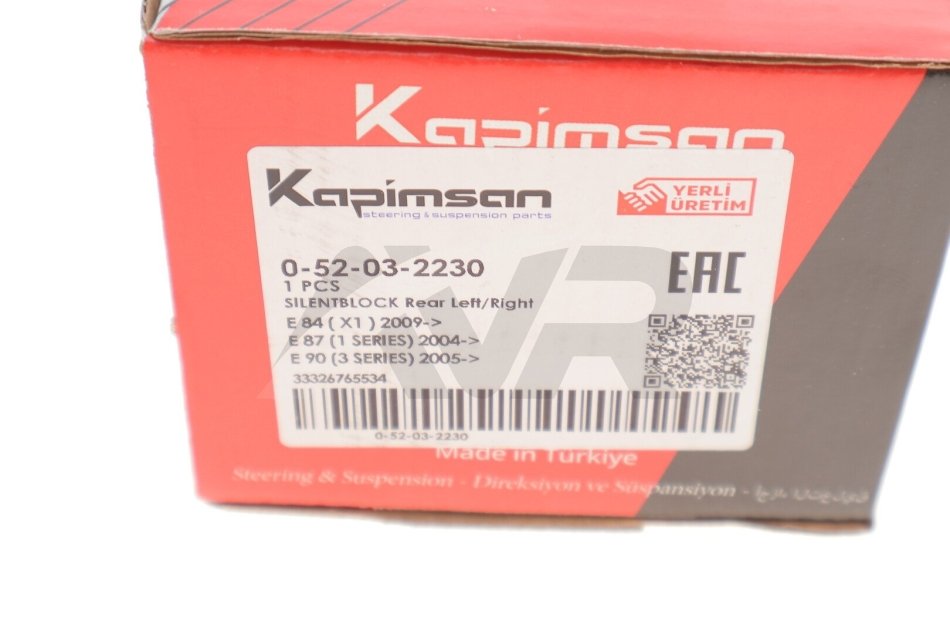 Kapimsan
Kapimsan
steering & suspension parts
YERLİ
ÜRETİM
0-52-03-2230
1 PCS
SILENTBLOCK Rear Left/Right
EAC
E 84 ( X1 ) 2009->
E 87 (1 SERIES) 2004->
E 90 (3 SERIES) 2005->
33326765534
0-52-03-2230
Made in Türkiye
Steering & Suspension - Direksiyon ve Süspansiyon -